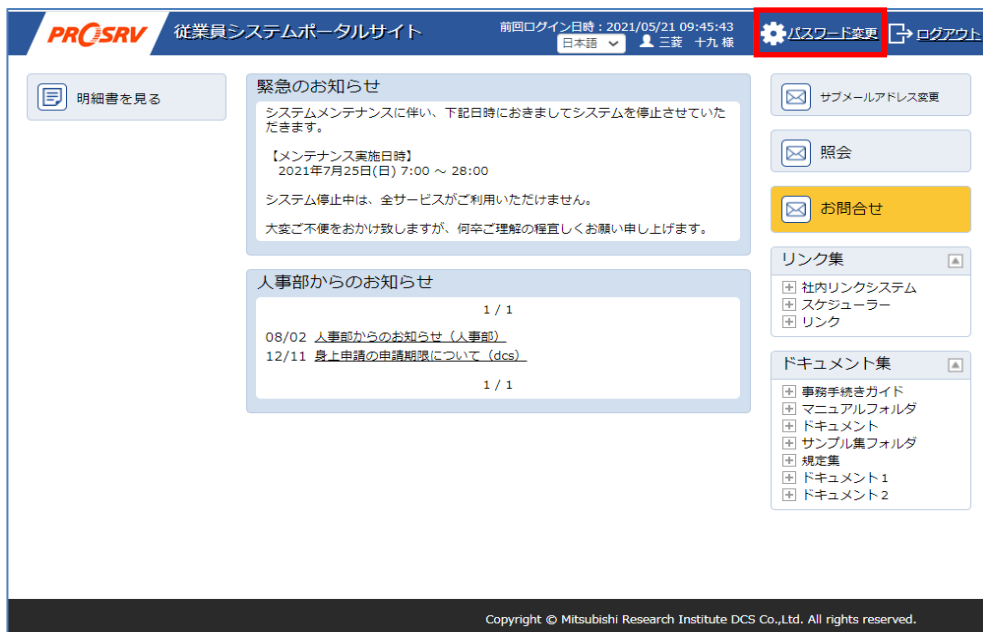 PROSRV 従業員システムポータルサイト
前回ログイン日時：2021/05/21 09:45:43
日本語 三菱 十九 様
パスワード変更 ログアウト
明細書を見る
緊急のお知らせ
システムメンテナンスに伴い、下記日時におきましてシステムを停止させていた
だきます。
【メンテナンス実施日時】
2021年7月25日(日) 7:00 ～ 28:00
システム停止中は、全サービスがご利用いただけません。
大変ご不便をおかけ致しますが、何卒ご理解の程宜しくお願い申し上げます。
人事部からのお知らせ
1 / 1
08/02 人事部からのお知らせ（人事部）
12/11 身上申請の申請期限について（dcs）
1 / 1
サブメールアドレス変更
照会
お問合せ
リンク集
社内リンクシステム
スケジューラー
リンク
ドキュメント集
事務手続きガイド
マニュアルフォルダ
ドキュメント
サンプル集フォルダ
規定集
ドキュメント1
ドキュメント2
Copyright © Mitsubishi Research Institute DCS Co.,Ltd. All rights reserved.